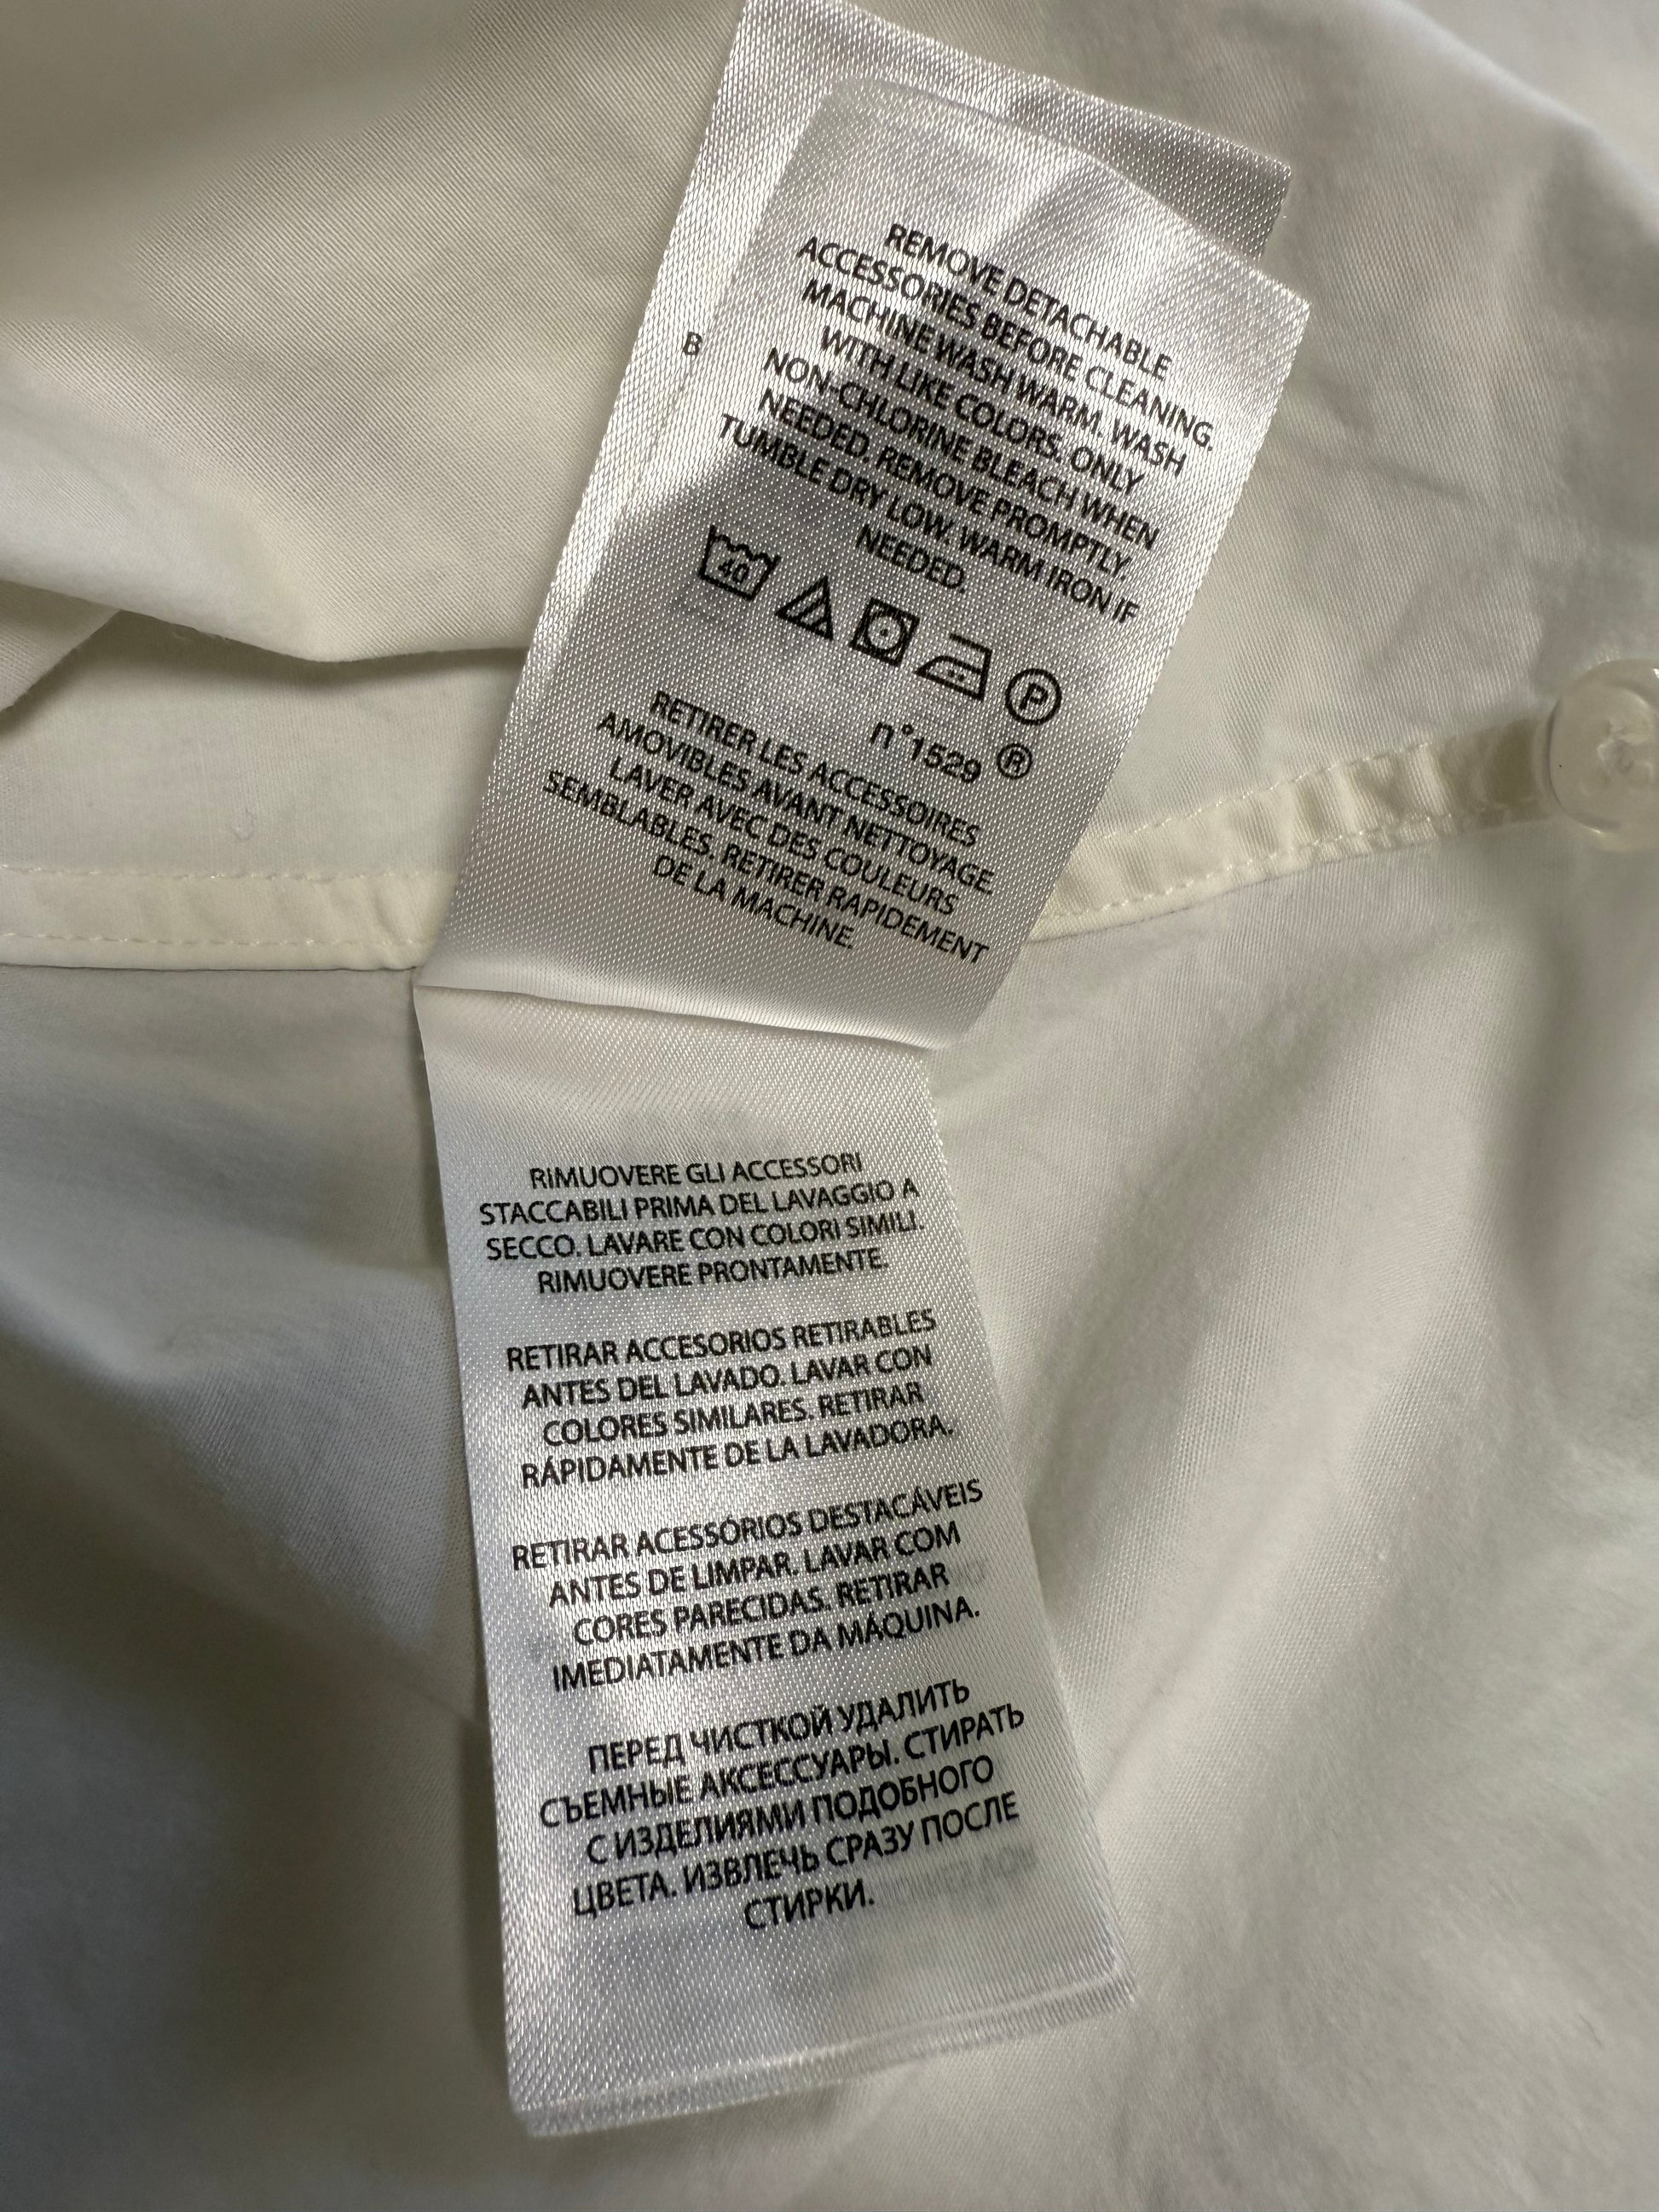 B
REMOVE DETACHABLE
ACCESSORIES BEFORE CLEANING.
MACHINE WASH WARM. WASH
WITH LIKE COLORS. ONLY
NON-CHLORINE BLEACH WHEN
NEEDED. REMOVE PROMPTLY.
TUMBLE DRY LOW. WARM IRON IF
NEEDED.
40
P
n°1529 ®
RETIRER LES ACCESSOIRES
AMOVIBLES AVANT NETTOYAGE.
LAVER AVEC DES COULEURS
SEMBLABLES. RETIRER RAPIDEMENT
DE LA MACHINE.
RIMUOVERE GLI ACCESSORI
STACCABILI PRIMA DEL LAVAGGIO A
SECCO. LAVARE CON COLORI SIMILI.
RIMUOVERE PRONTAMENTE.
RETIRAR ACCESORIOS RETIRABLES
ANTES DEL LAVADO. LAVAR CON
COLORES SIMILARES. RETIRAR
RÁPIDAMENTE DE LA LAVADORA.
RETIRAR ACESSÓRIOS DESTACÁVEIS
ANTES DE LIMPAR. LAVAR COM
CORES PARECIDAS. RETIRAR
IMEDIATAMENTE DA MÁQUINA.
ПЕРЕД ЧИСТКОЙ УДАЛИТЬ
СЪЕМНЫЕ АКСЕССУАРЫ. СТИРАТЬ
С ИЗДЕЛИЯМИ ПОДОБНОГО
ЦВЕТА. ИЗВЛЕЧЬ СРАЗУ ПОСЛЕ
СТИРКИ.